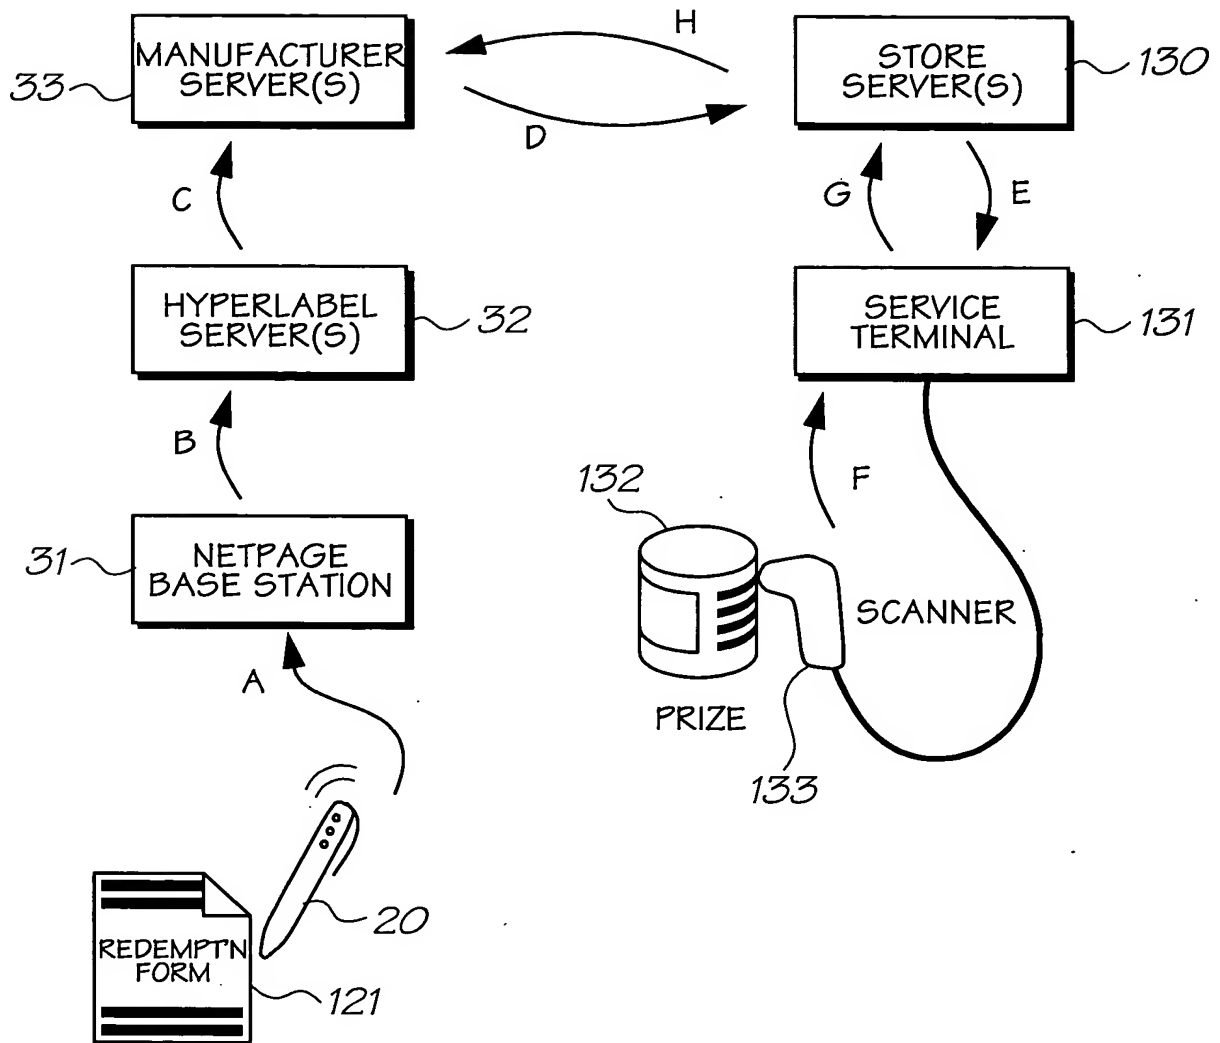 H
MANUFACTURER
SERVER(S)
33
STORE
SERVER(S)
130
D
C
G
E
HYPERLABEL
SERVER(S)
32
SERVICE
TERMINAL
131
B
F
132
31
NETPAGE
BASE STATION
SCANNER
A
PRIZE
133
20
REDEMPT'N
FORM
121